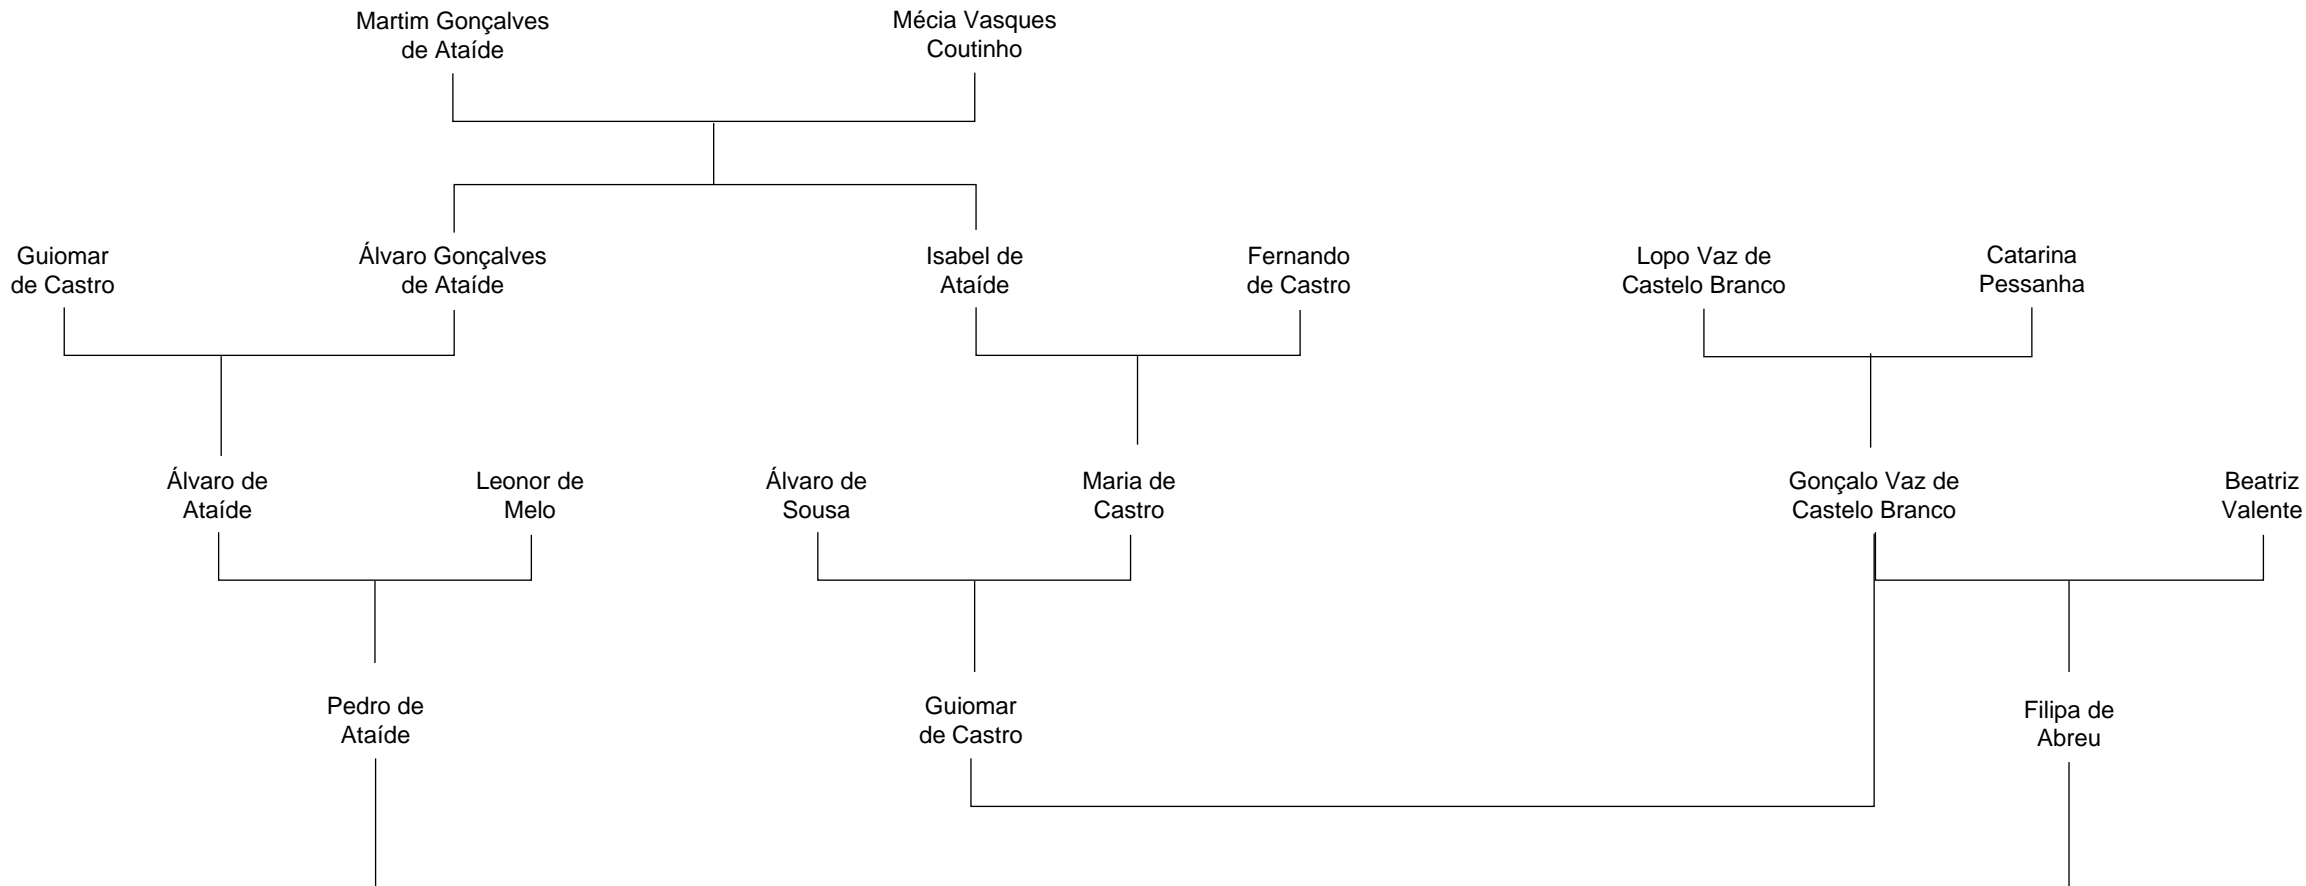 Martim Gonçalves
de Ataíde
Mécia Vasques
Coutinho
Guiomar
de Castro
Álvaro Gonçalves
de Ataíde
Isabel de
Ataíde
Fernando
de Castro
Lopo Vaz de
Castelo Branco
Catarina
Pessanha
Álvaro de
Ataíde
Leonor de
Melo
Álvaro de
Sousa
Maria de
Castro
Gonçalo Vaz de
Castelo Branco
Beatriz
Valente
Pedro de
Ataíde
Guiomar
de Castro
Filipa de
Abreu